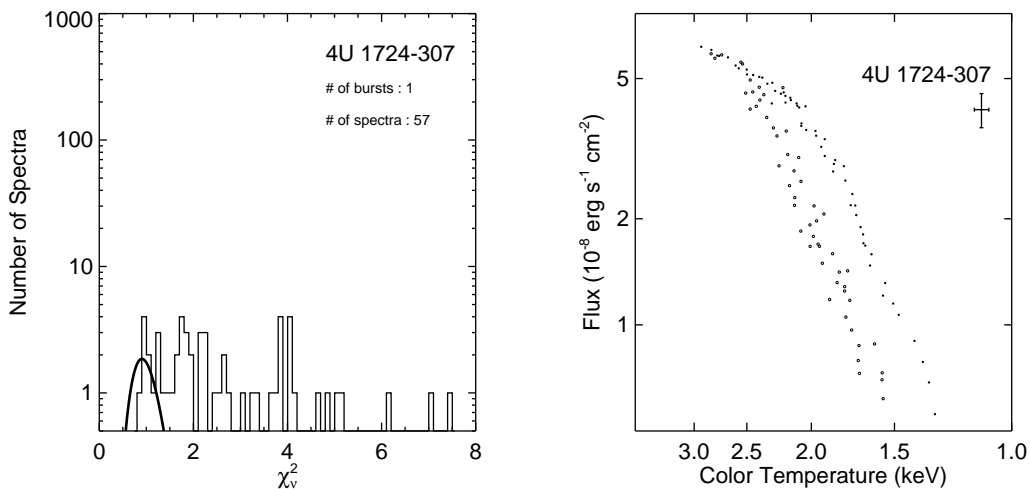 1000
100
10
1
Number of Spectra
4U 1724-307
# of bursts : 1
# of spectra : 57
0 2 4 6 8
χ²ᵥ
5
2
1
Flux (10⁻⁸ erg s⁻¹ cm⁻²)
4U 1724-307
3.0 2.5 2.0 1.5 1.0
Color Temperature (keV)